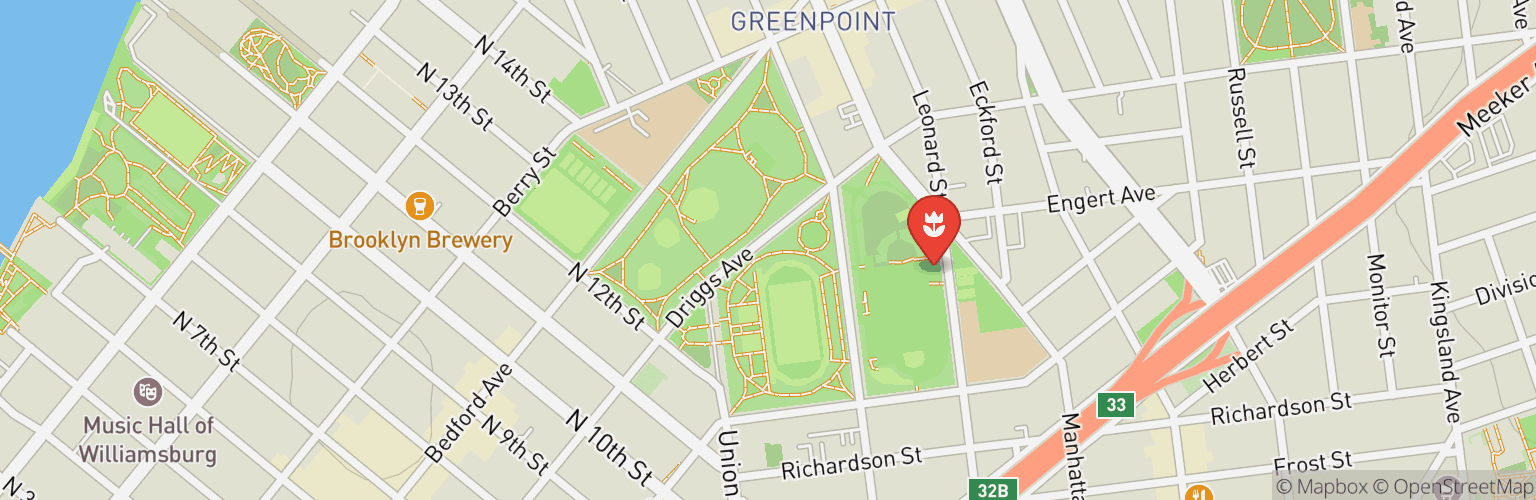 GREENPOINT
N 14th St
N 13th St
Leonard St
Eckford St
Russell St
d Ave
Ave
Meeker
Berry St
Engert Ave
Brooklyn Brewery
Driggs Ave
N 12th St
Monitor St
Kingsland Ave
Divisio
N 7th St
Herbert St
Music Hall of
Williamsburg
Bedford Ave
33
Richardson St
N 9th St
N 10th St
Union
Manhatta
Richardson St
Frost St
N 3
32B
© Mapbox © OpenStreetMap